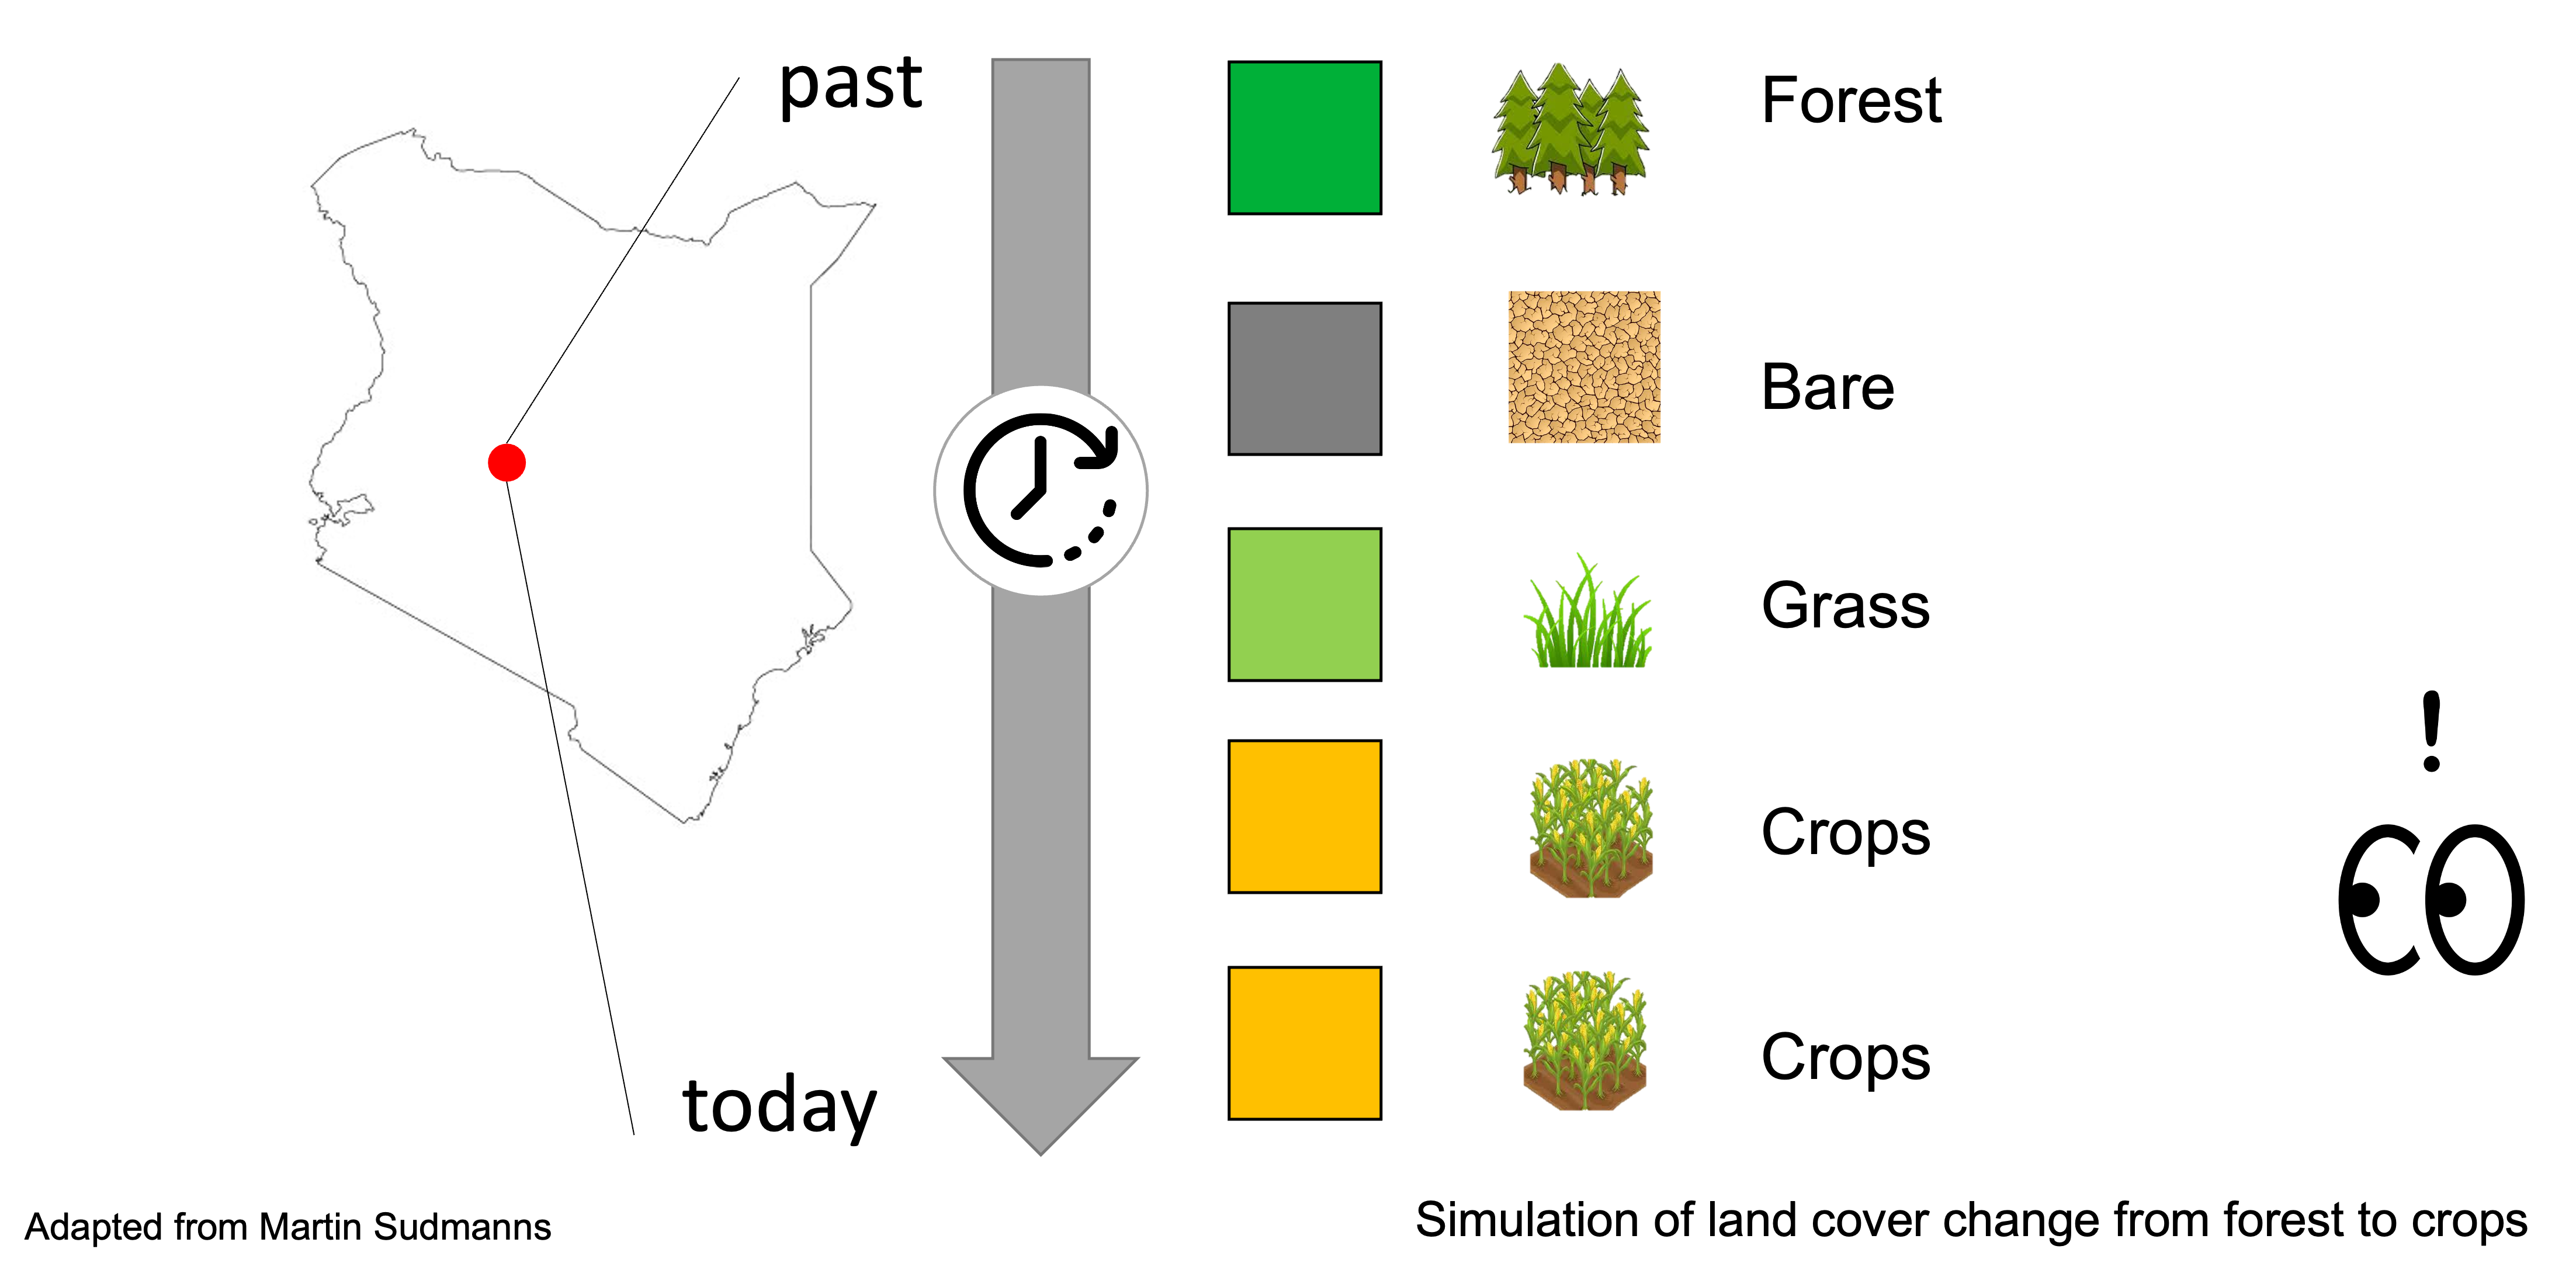 past
Forest
Bare
Grass
!
Crops
Crops
today
Adapted from Martin Sudmanns
Simulation of land cover change from forest to crops